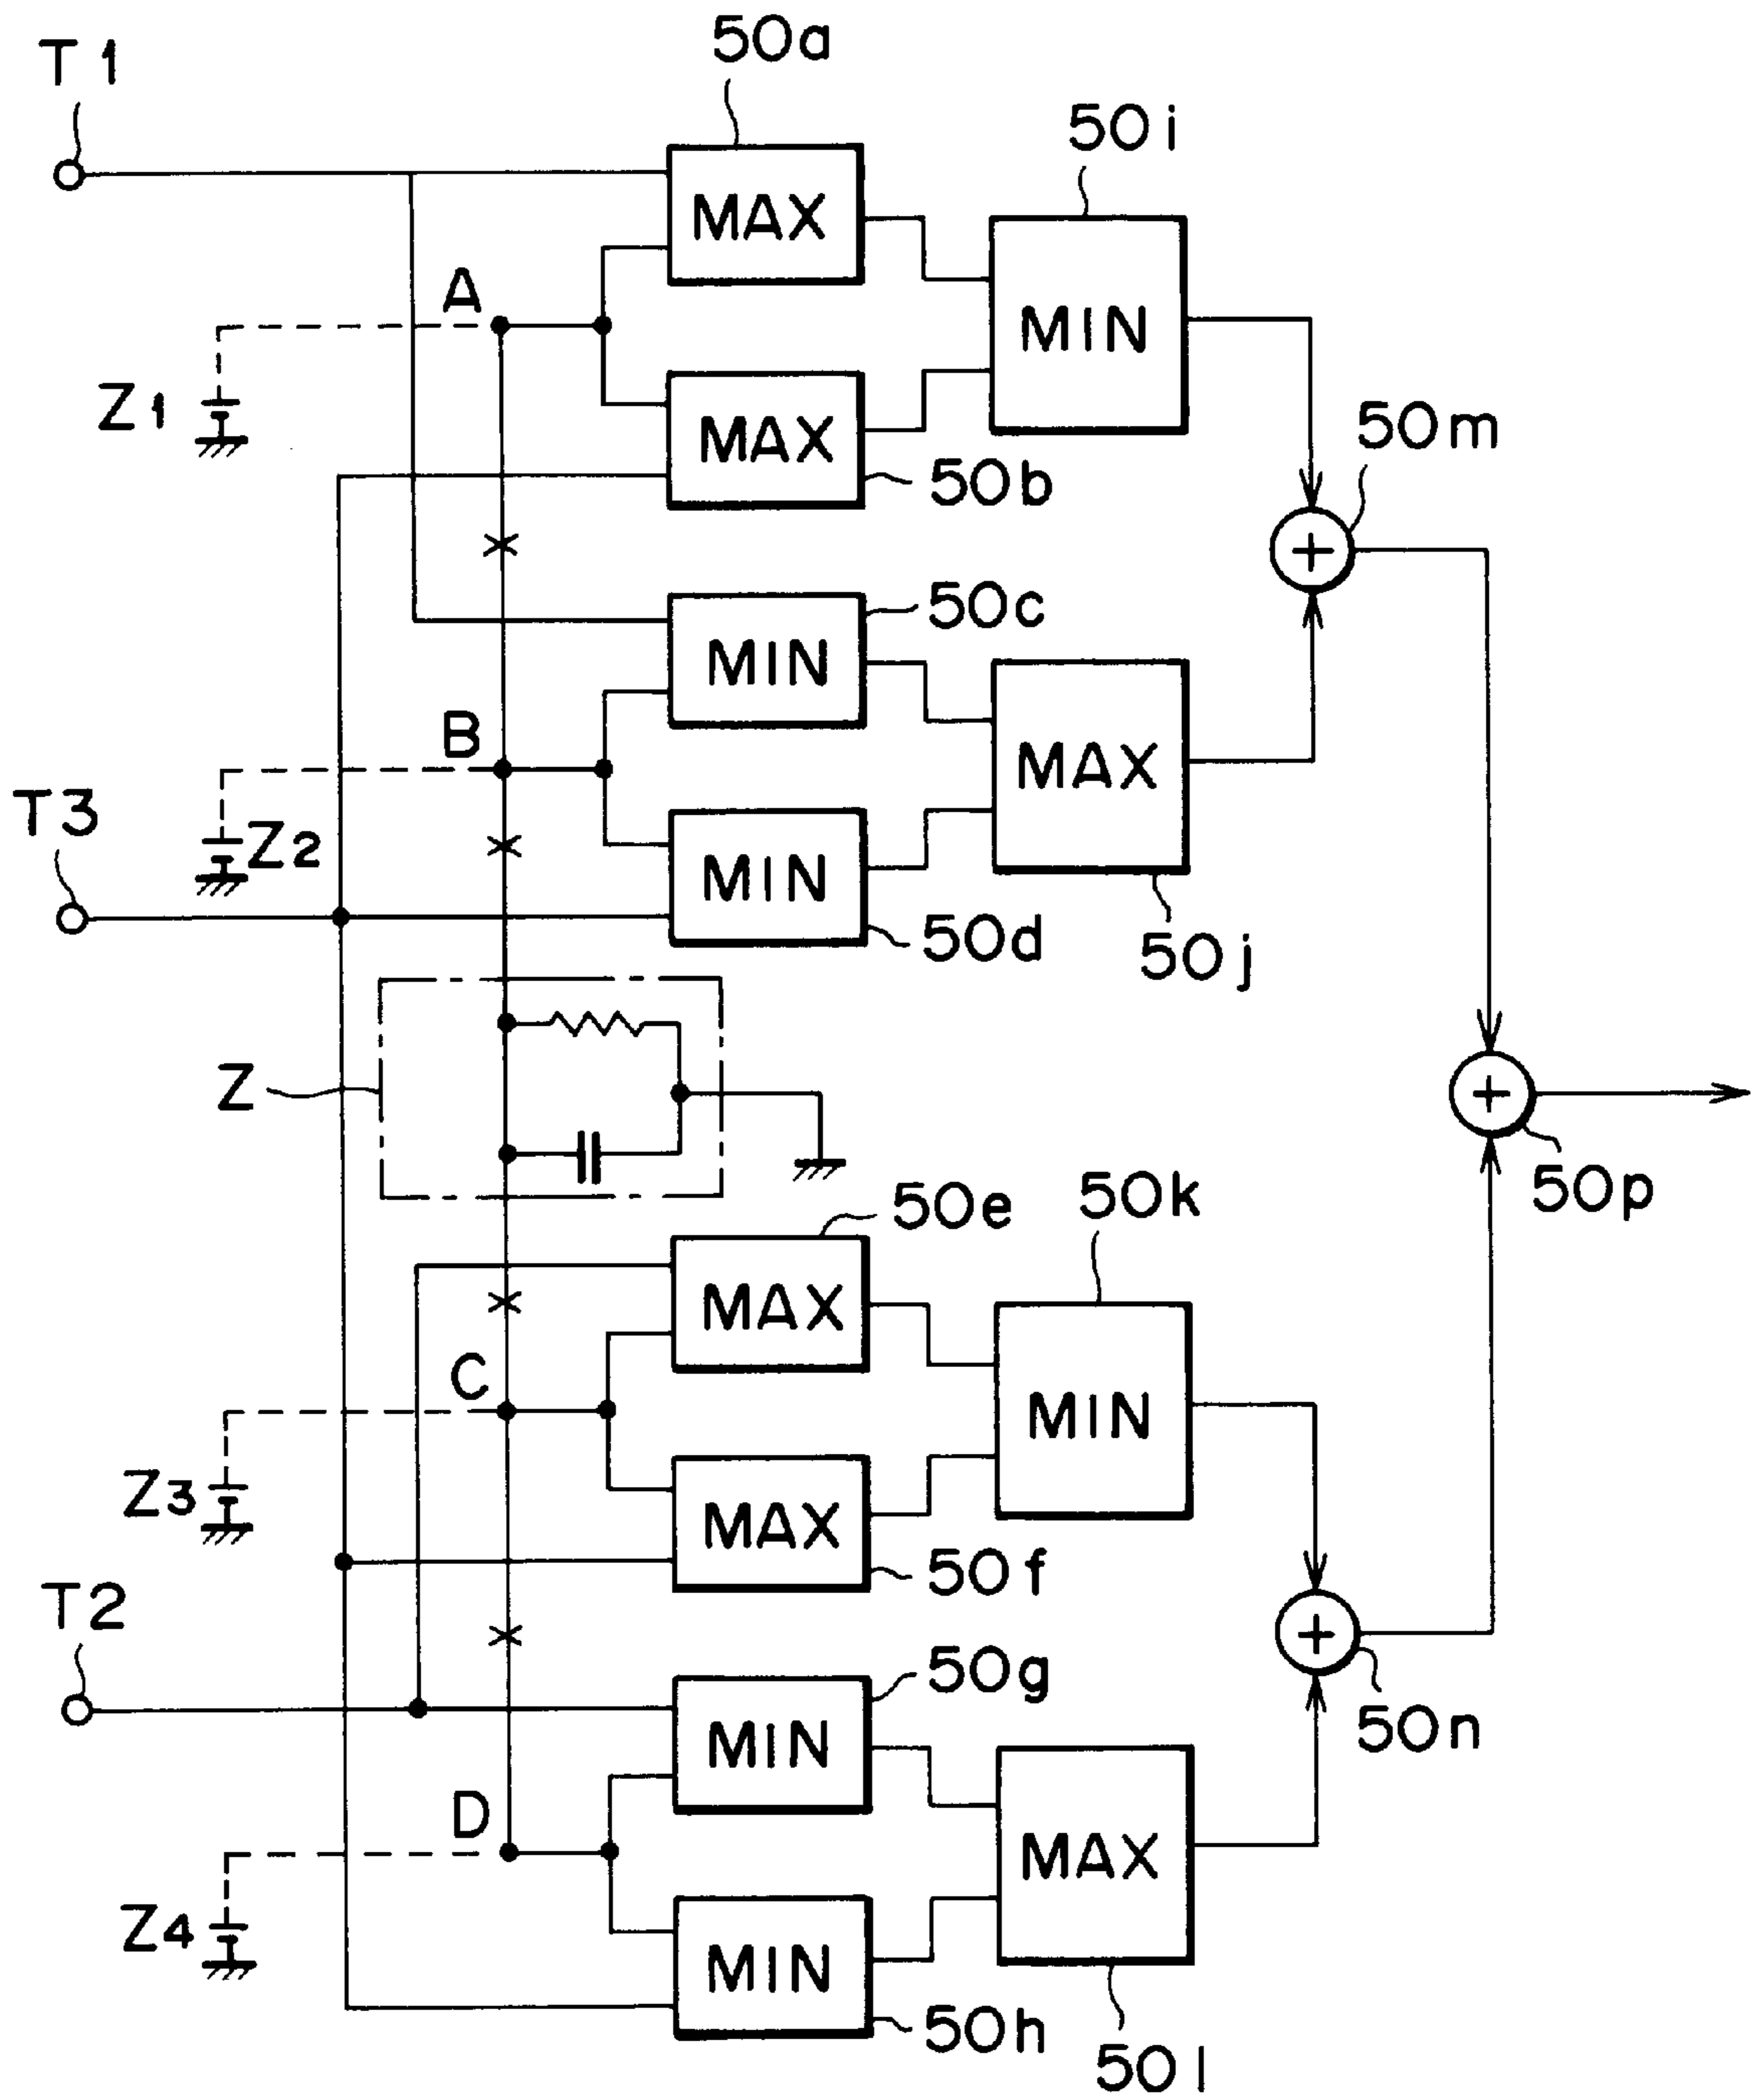 50a
T1
50i
MAX
A
MIN
Z1
MAX
50m
50b
+
50c
MIN
B
MAX
T3
Z2
MIN
50d
50j
Z
+
50e
50k
50p
MAX
C
MIN
Z3
MAX
50f
T2
+
50g
50n
MIN
D
MAX
Z4
MIN
50h
50l